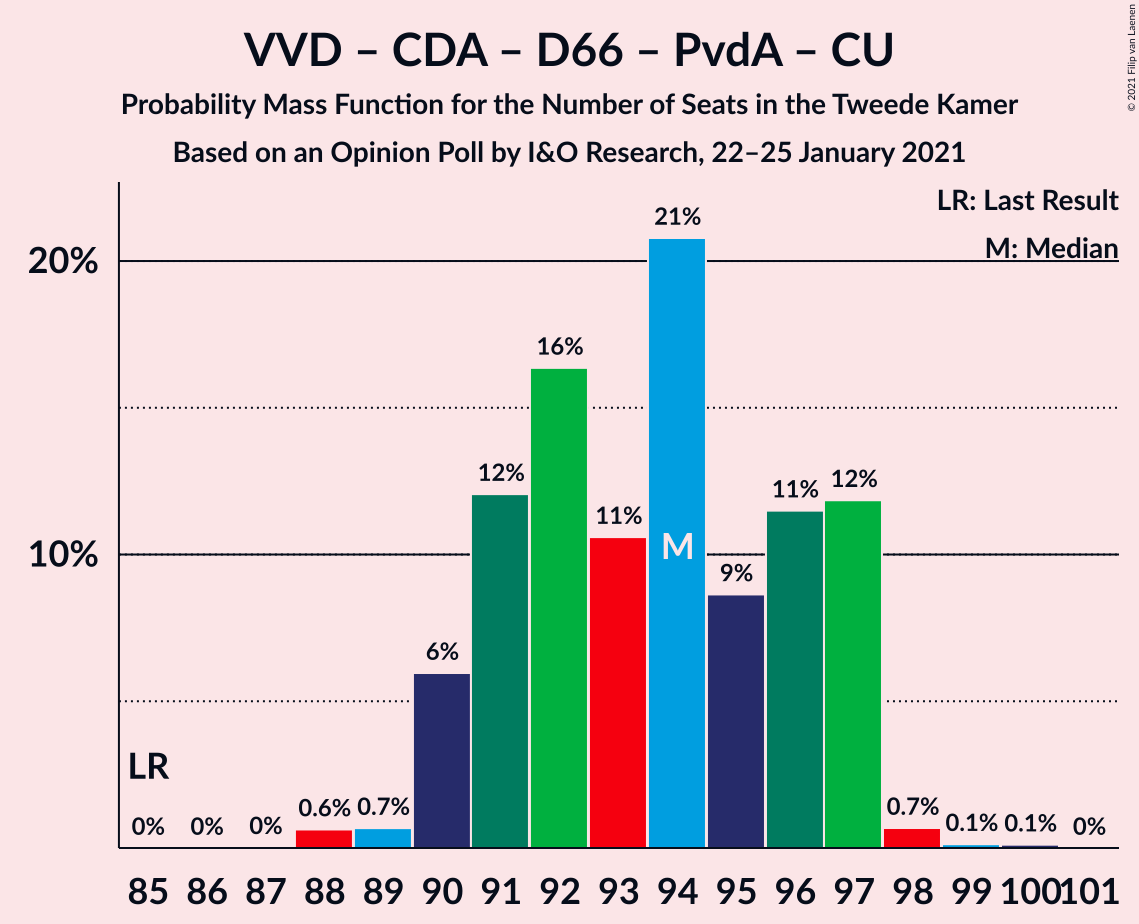 VVD – CDA – D66 – PvdA – CU
Probability Mass Function for the Number of Seats in the Tweede Kamer
Based on an Opinion Poll by I&O Research, 22–25 January 2021
© 2021 Filip van Laenen
LR: Last Result
M: Median
20%
10%
21%
16%
12%
11%
M
9%
11%
12%
6%
LR
0%
0%
0%
0.6%
0.7%
0.7%
0.1%
0.1%
0%
85 86 87 88 89 90 91 92 93 94 95 96 97 98 99 100 101